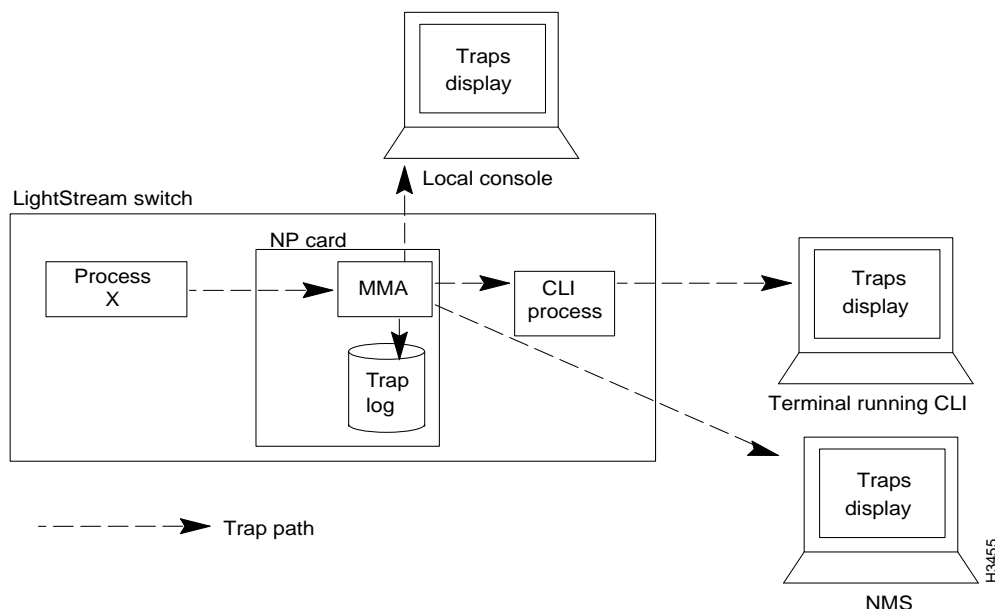 Traps
display
Local console
LightStream switch
NP card
Process
X
MMA
CLI
process
Traps
display
Trap
log
Terminal running CLI
Traps
display
Trap path
H3455
NMS